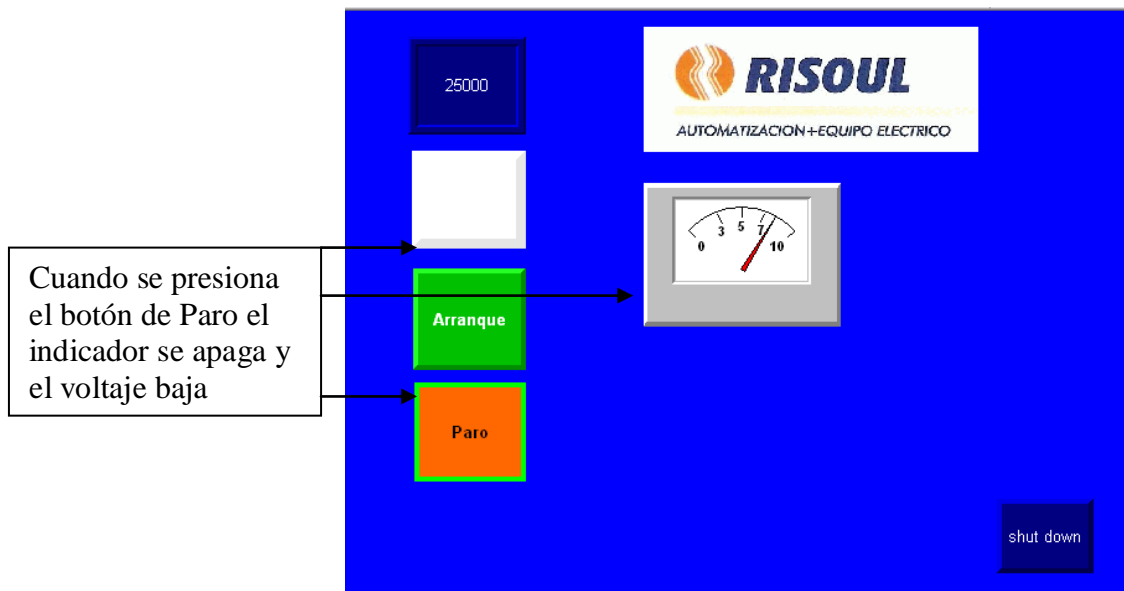 25000
RISOUL
AUTOMATIZACION+EQUIPO ELECTRICO
0 3 5 7 10
Cuando se presiona
el botón de Paro el
indicador se apaga y
el voltaje baja
Arranque
Paro
shut down